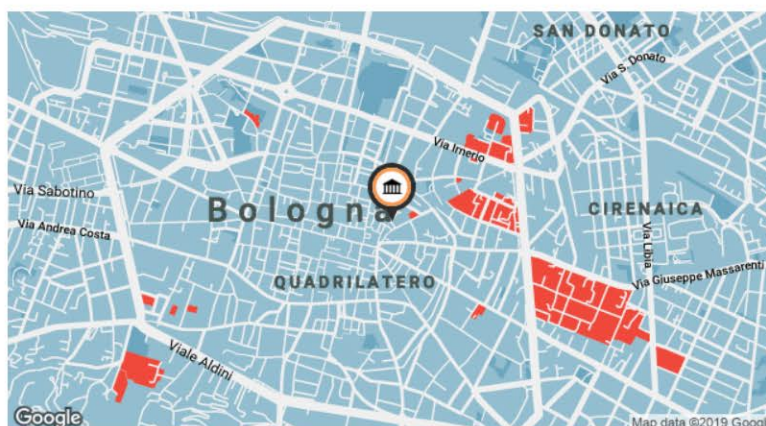 SAN DONATO
Via S. Donato
Via Irnerio
Via Sabotino
Bologna
CIRENAICA
Via Andrea Costa
Via Libia
QUADRILATERO
Via Giuseppe Massarenti
Viale Aldini
Google
Map data ©2019 Googl